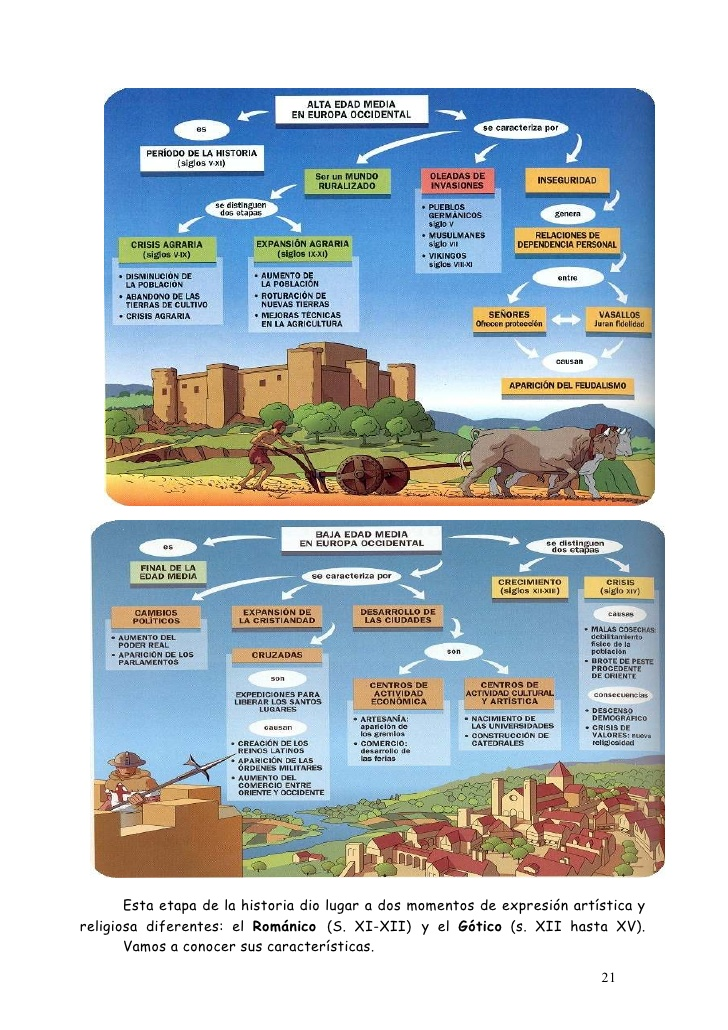 ALTA EDAD MEDIA
EN EUROPA OCCIDENTAL
es
se caracteriza por
PERÍODO DE LA HISTORIA
(siglos V-XI)
Ser un MUNDO
RURALIZADO
se distinguen
dos etapas
CRISIS AGRARIA
(siglos V-IX)
• DISMINUCIÓN DE
LA POBLACIÓN
• ABANDONO DE LAS
TIERRAS DE CULTIVO
• CRISIS AGRARIA
EXPANSIÓN AGRARIA
(siglos IX-XI)
• AUMENTO DE
LA POBLACIÓN
• ROTURACIÓN DE
NUEVAS TIERRAS
• MEJORAS TÉCNICAS
EN LA AGRICULTURA
OLEADAS DE
INVASIONES
• PUEBLOS
GERMÁNICOS
siglo V
• MUSULMANES
siglo VII
• VIKINGOS
siglos VIII-XI
INSEGURIDAD
genera
RELACIONES DE
DEPENDENCIA PERSONAL
entre
SEÑORES
Ofrecen protección
VASALLOS
Juran fidelidad
causan
APARICIÓN DEL FEUDALISMO
BAJA EDAD MEDIA
EN EUROPA OCCIDENTAL
es
FINAL DE LA
EDAD MEDIA
se caracteriza por
CAMBIOS
POLÍTICOS
• AUMENTO DEL
PODER REAL
• APARICIÓN DE LOS
PARLAMENTOS
EXPANSIÓN DE
LA CRISTIANDAD
CRUZADAS
son
EXPEDICIONES PARA
LIBERAR LOS SANTOS
LUGARES
causan
• CREACIÓN DE LOS
REINOS LATINOS
• APARICIÓN DE LAS
ÓRDENES MILITARES
• AUMENTO DEL
COMERCIO ENTRE
ORIENTE Y OCCIDENTE
DESARROLLO DE
LAS CIUDADES
son
CENTROS DE
ACTIVIDAD
ECONÓMICA
• ARTESANÍA:
aparición de
los gremios
• COMERCIO:
desarrollo de
las ferias
CENTROS DE
ACTIVIDAD CULTURAL
Y ARTÍSTICA
• NACIMIENTO DE
LAS UNIVERSIDADES
• CONSTRUCCIÓN DE
CATEDRALES
se distinguen
dos etapas
CRECIMIENTO
(siglos XII-XIII)
CRISIS
(siglo XIV)
causas
• MALAS COSECHAS:
debilitamiento
físico de la
población
• BROTE DE PESTE
PROCEDENTE
DE ORIENTE
consecuencias
• DESCENSO
DEMOGRÁFICO
• CRISIS DE
VALORES: nueva
religiosidad
Esta etapa de la historia dio lugar a dos momentos de expresión artística y
religiosa diferentes: el Románico (S. XI-XII) y el Gótico (s. XII hasta XV).
Vamos a conocer sus características.
21